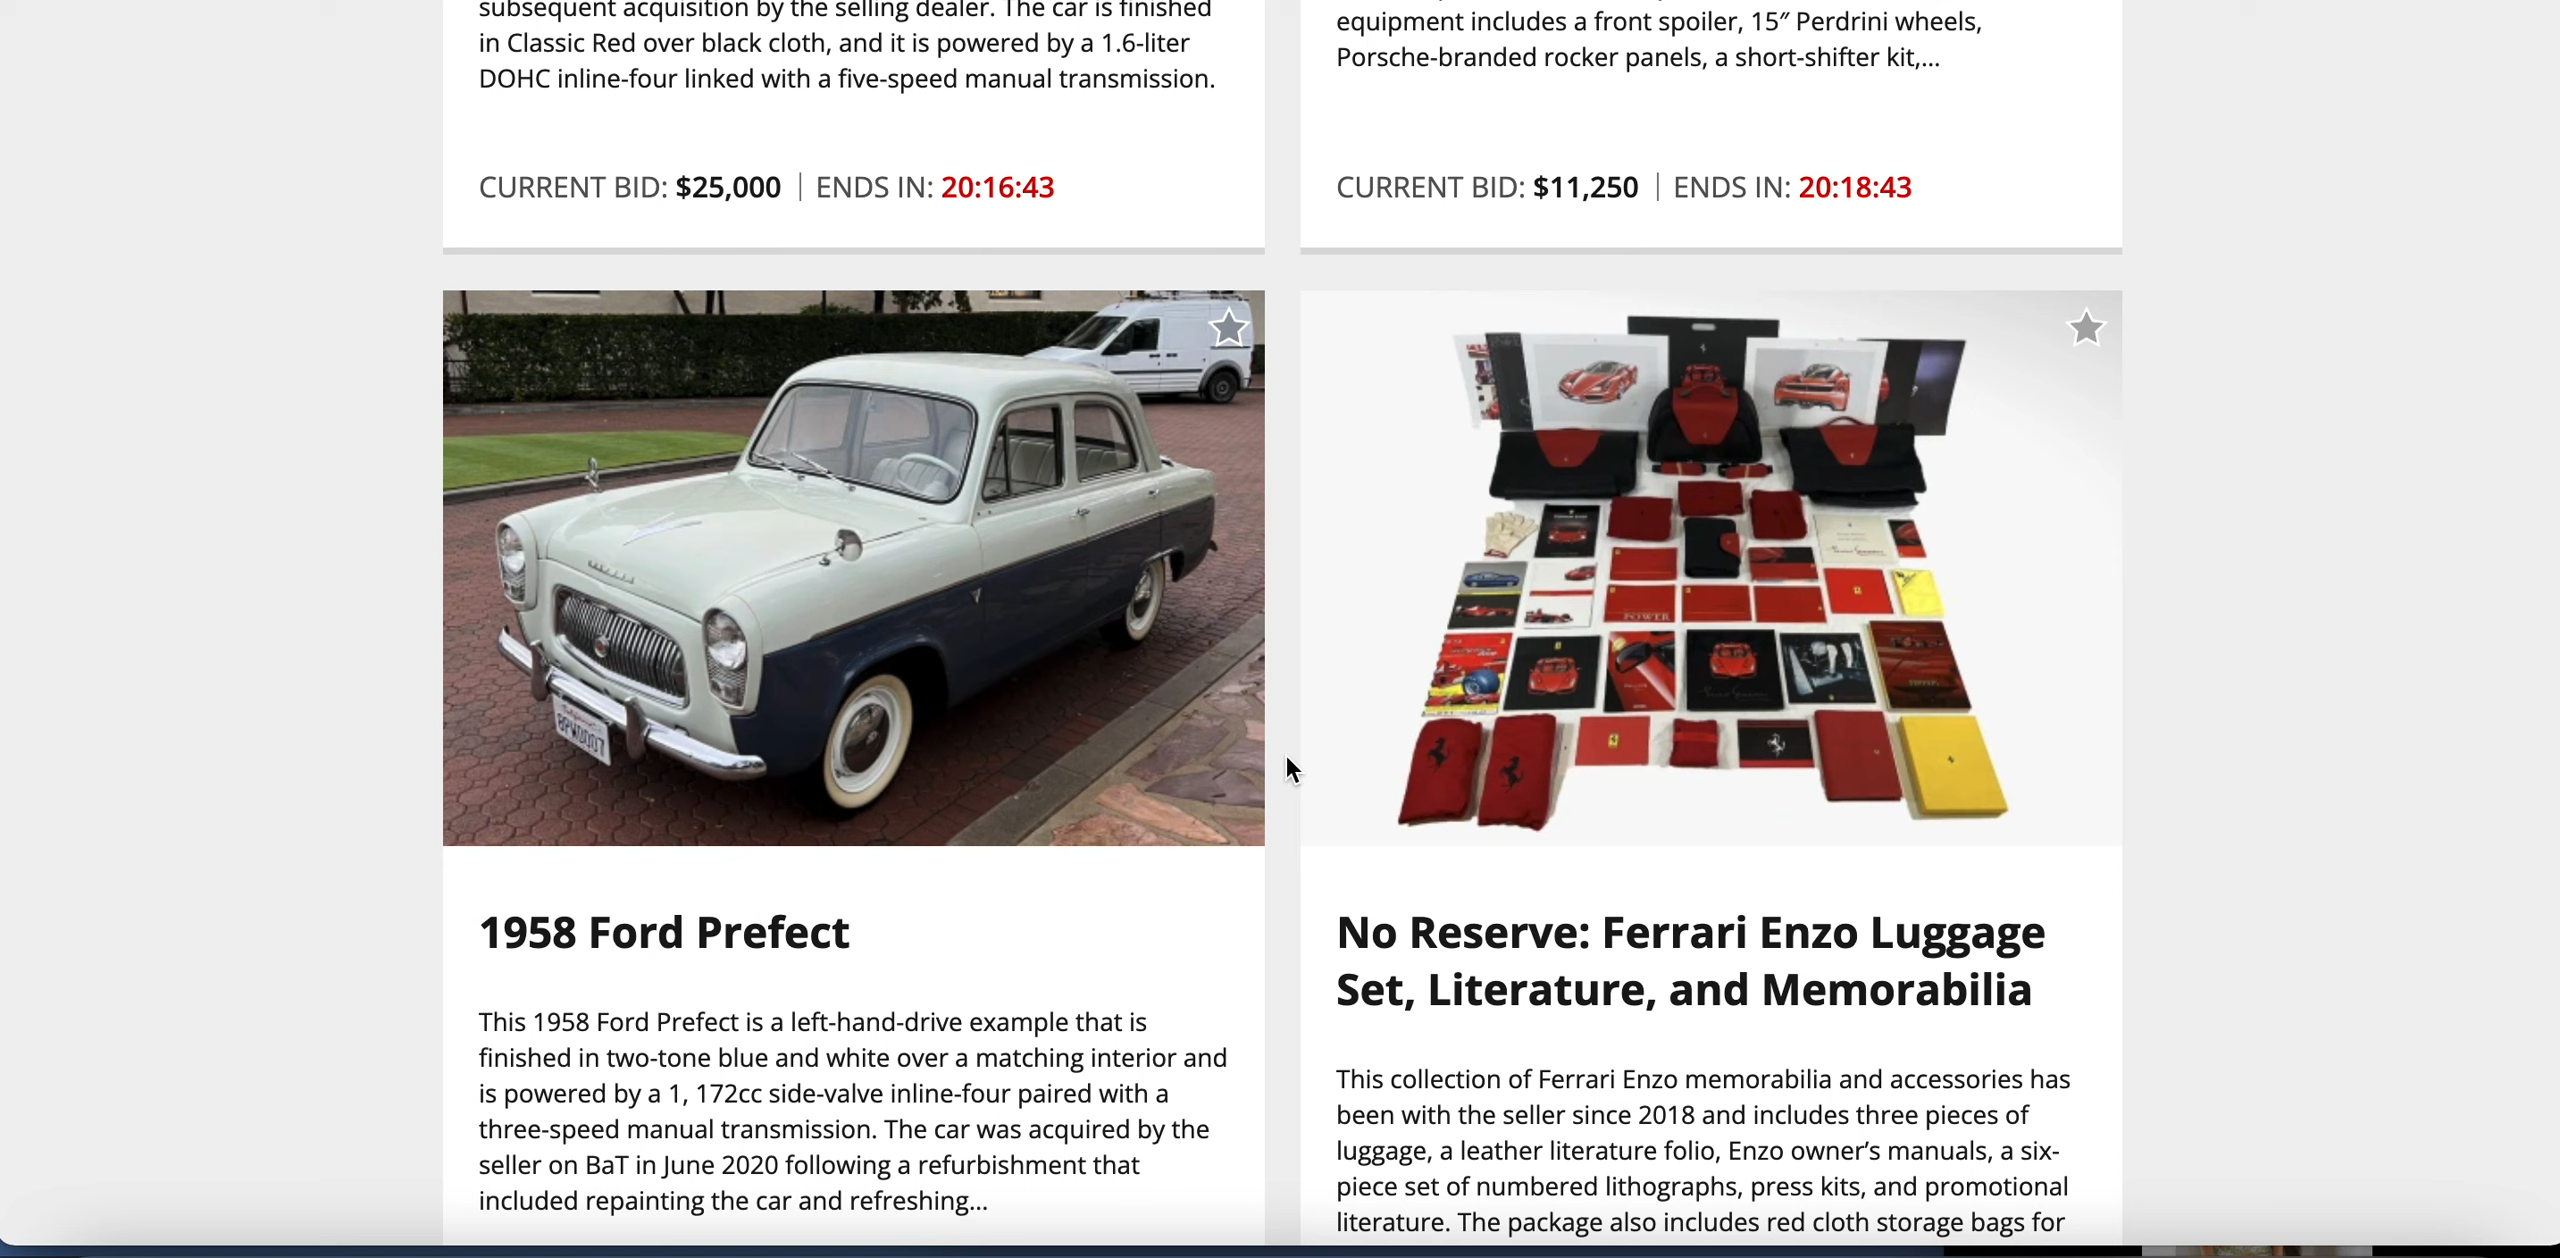 subsequent acquisition by the selling dealer. The car is finished
in Classic Red over black cloth, and it is powered by a 1.6-liter
DOHC inline-four linked with a five-speed manual transmission.
CURRENT BID: $25,000 | ENDS IN: 20:16:43
equipment includes a front spoiler, 15″ Perdrini wheels,
Porsche-branded rocker panels, a short-shifter kit,...
CURRENT BID: $11,250 | ENDS IN: 20:18:43
1958 Ford Prefect
This 1958 Ford Prefect is a left-hand-drive example that is
finished in two-tone blue and white over a matching interior and
is powered by a 1, 172cc side-valve inline-four paired with a
three-speed manual transmission. The car was acquired by the
seller on BaT in June 2020 following a refurbishment that
included repainting the car and refreshing...
POWER
No Reserve: Ferrari Enzo Luggage
Set, Literature, and Memorabilia
This collection of Ferrari Enzo memorabilia and accessories has
been with the seller since 2018 and includes three pieces of
luggage, a leather literature folio, Enzo owner’s manuals, a six-
piece set of numbered lithographs, press kits, and promotional
literature. The package also includes red cloth storage bags for